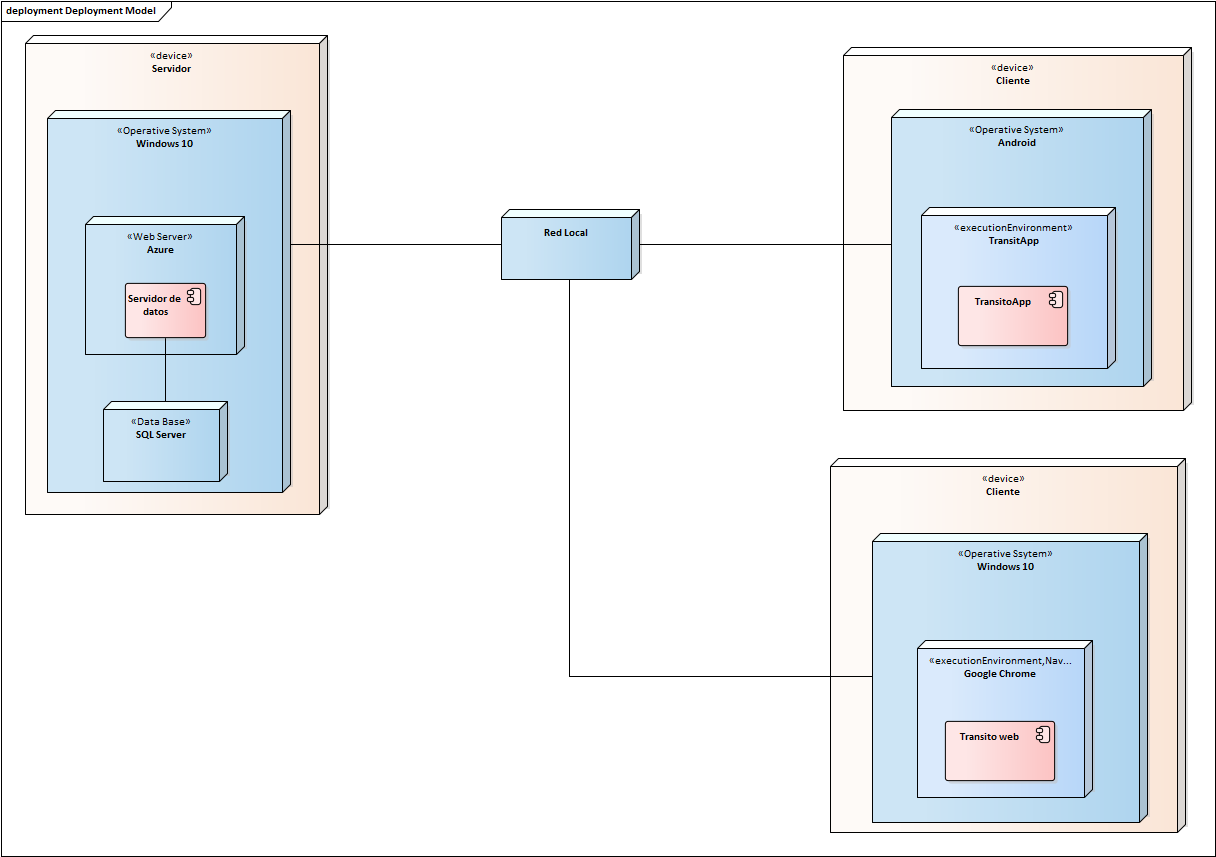 deployment Deployment Model
«device»
Servidor
«Operative System»
Windows 10
«Web Server»
Azure
Servidor de
datos
«Data Base»
SQL Server
Red Local
«device»
Cliente
«Operative System»
Android
«executionEnvironment»
TransitApp
TransitoApp
«device»
Cliente
«Operative Ssytem»
Windows 10
«executionEnvironment,Nav...
Google Chrome
Transito web